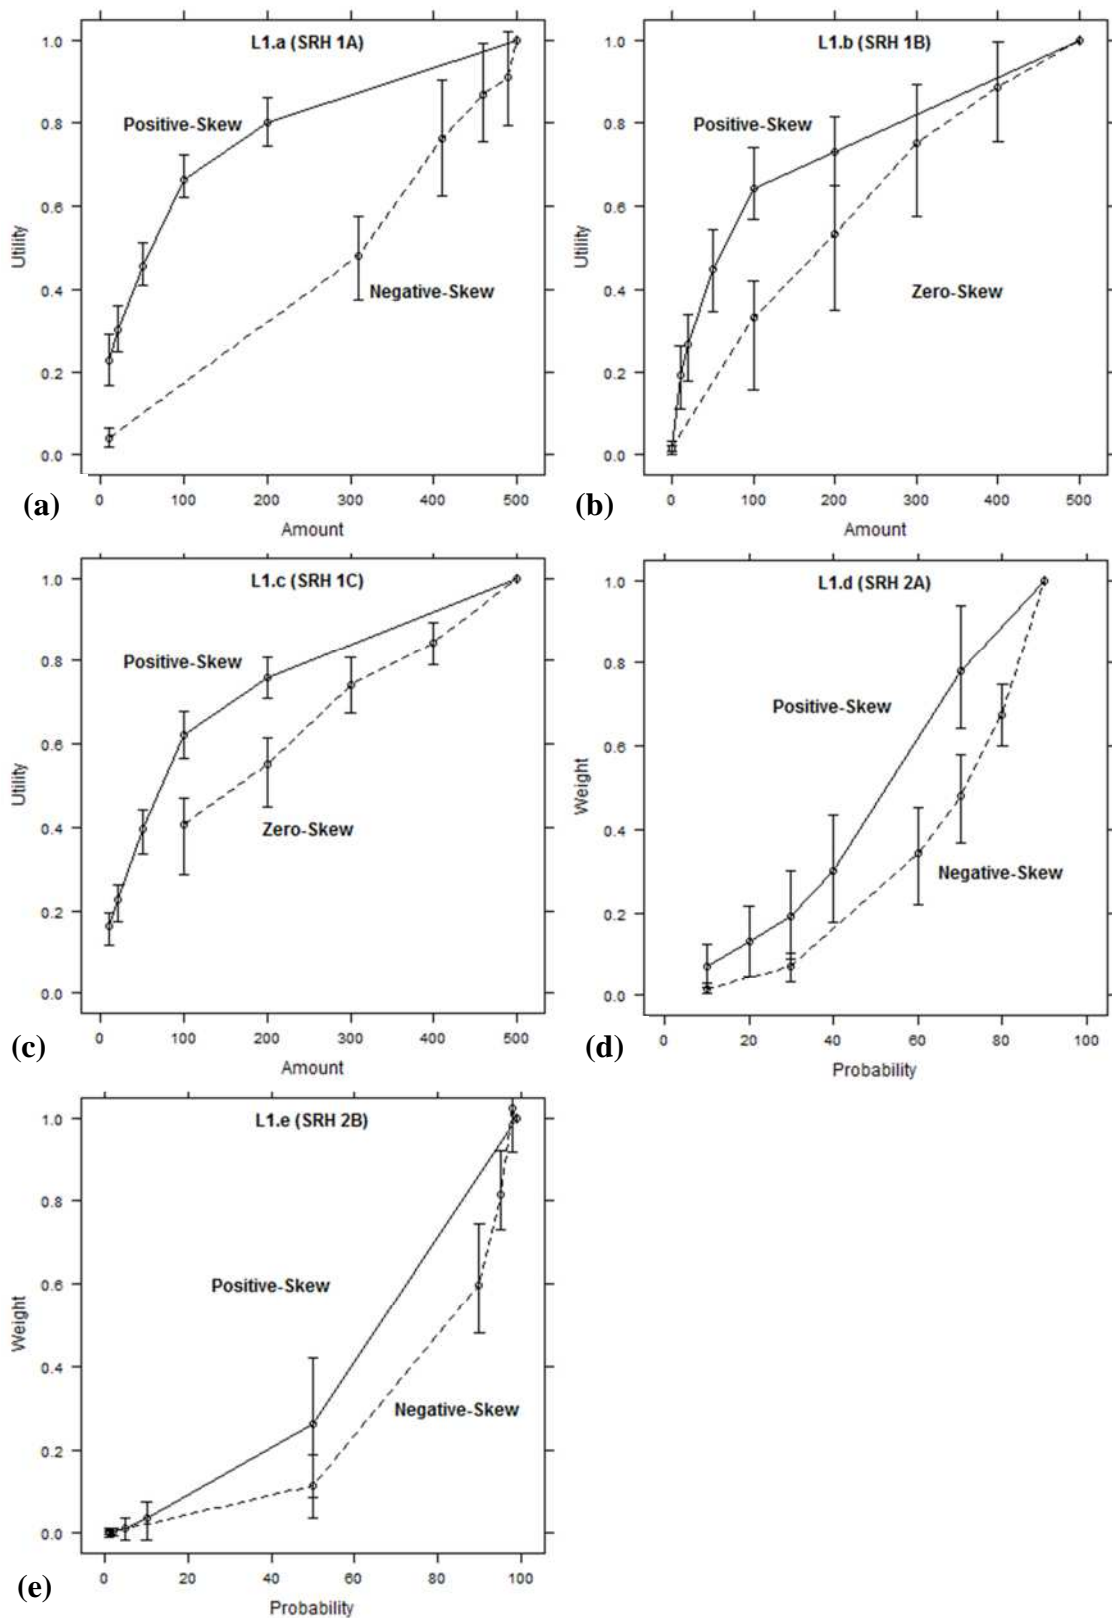 L1.a (SRH 1A)
1.0
0.8
0.6
0.4
0.2
0.0
Utility
Positive-Skew
Negative-Skew
0 100 200 300 400 500
Amount
(a)
L1.b (SRH 1B)
1.0
0.8
0.6
0.4
0.2
0.0
Utility
Positive-Skew
Zero-Skew
0 100 200 300 400 500
Amount
(b)
L1.c (SRH 1C)
1.0
0.8
0.6
0.4
0.2
0.0
Utility
Positive-Skew
Zero-Skew
0 100 200 300 400 500
Amount
(c)
L1.d (SRH 2A)
1.0
0.8
0.6
0.4
0.2
0.0
Weight
Positive-Skew
Negative-Skew
0 20 40 60 80 100
Probability
(d)
L1.e (SRH 2B)
1.0
0.8
0.6
0.4
0.2
0.0
Weight
Positive-Skew
Negative-Skew
0 20 40 60 80 100
Probability
(e)